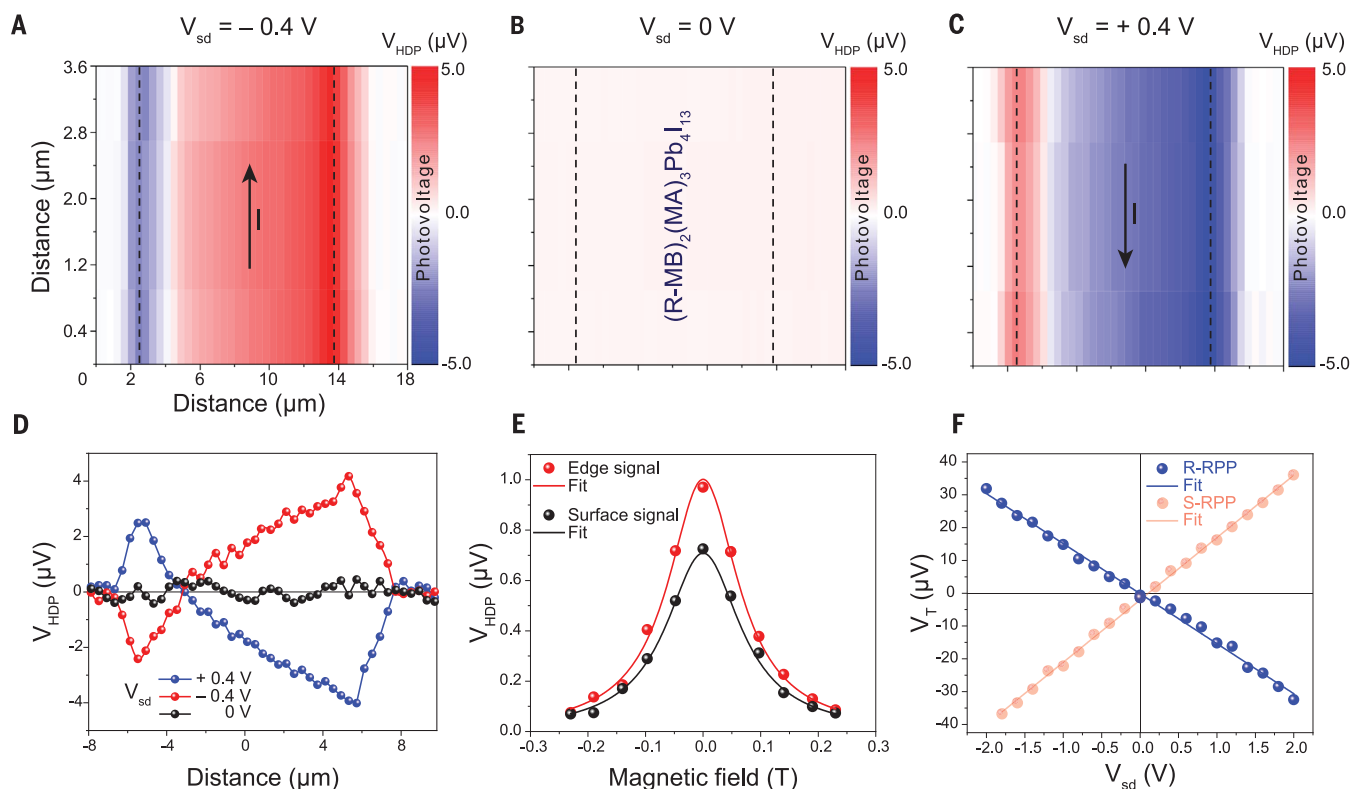 A
V_sd = – 0.4 V
V_HDP (µV)
5.0
0.0
-5.0
Photovoltage
3.6
2.8
2.0
1.2
0.4
0
2
4
6
8
10
12
14
16
18
Distance (µm)
Distance (µm)
I
B
V_sd = 0 V
V_HDP (µV)
5.0
0.0
-5.0
Photovoltage
(R-MB)₂(MA)₃Pb₄I₁₃
C
V_sd = + 0.4 V
V_HDP (µV)
5.0
0.0
-5.0
Photovoltage
I
D
V_HDP (µV)
4
2
0
-2
-4
-8
-4
0
4
8
Distance (µm)
V_sd
+ 0.4 V
– 0.4 V
0 V
E
V_HDP (µV)
1.0
0.8
0.6
0.4
0.2
0.0
-0.3
-0.2
-0.1
0.0
0.1
0.2
0.3
Magnetic field (T)
Edge signal
Fit
Surface signal
Fit
F
V_T (µV)
40
30
20
10
0
-10
-20
-30
-40
-2.0
-1.5
-1.0
-0.5
0.0
0.5
1.0
1.5
2.0
V_sd (V)
R-RPP
Fit
S-RPP
Fit